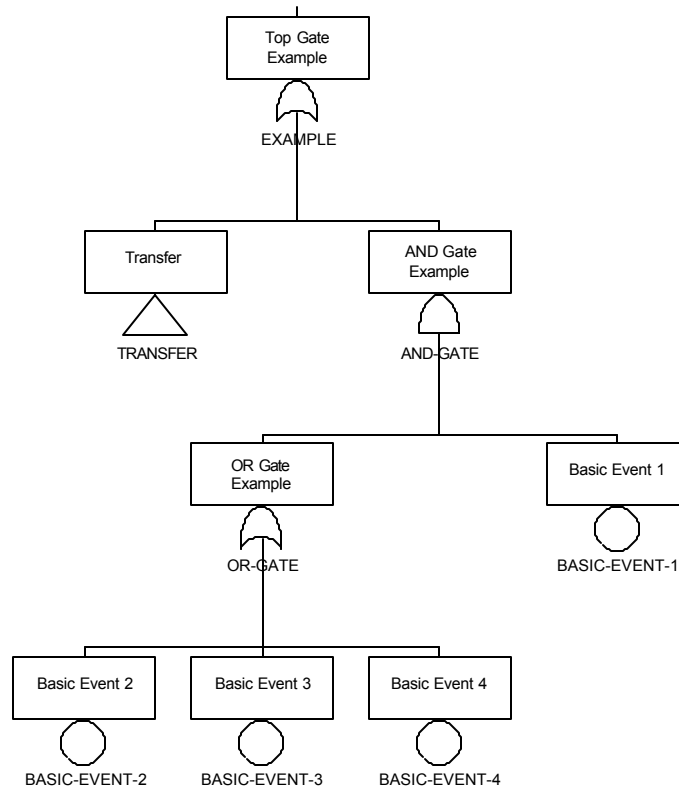 Top Gate
Example
EXAMPLE
Transfer
AND Gate
Example
TRANSFER
AND-GATE
OR Gate
Example
Basic Event 1
OR-GATE
BASIC-EVENT-1
Basic Event 2
Basic Event 3
Basic Event 4
BASIC-EVENT-2
BASIC-EVENT-3
BASIC-EVENT-4